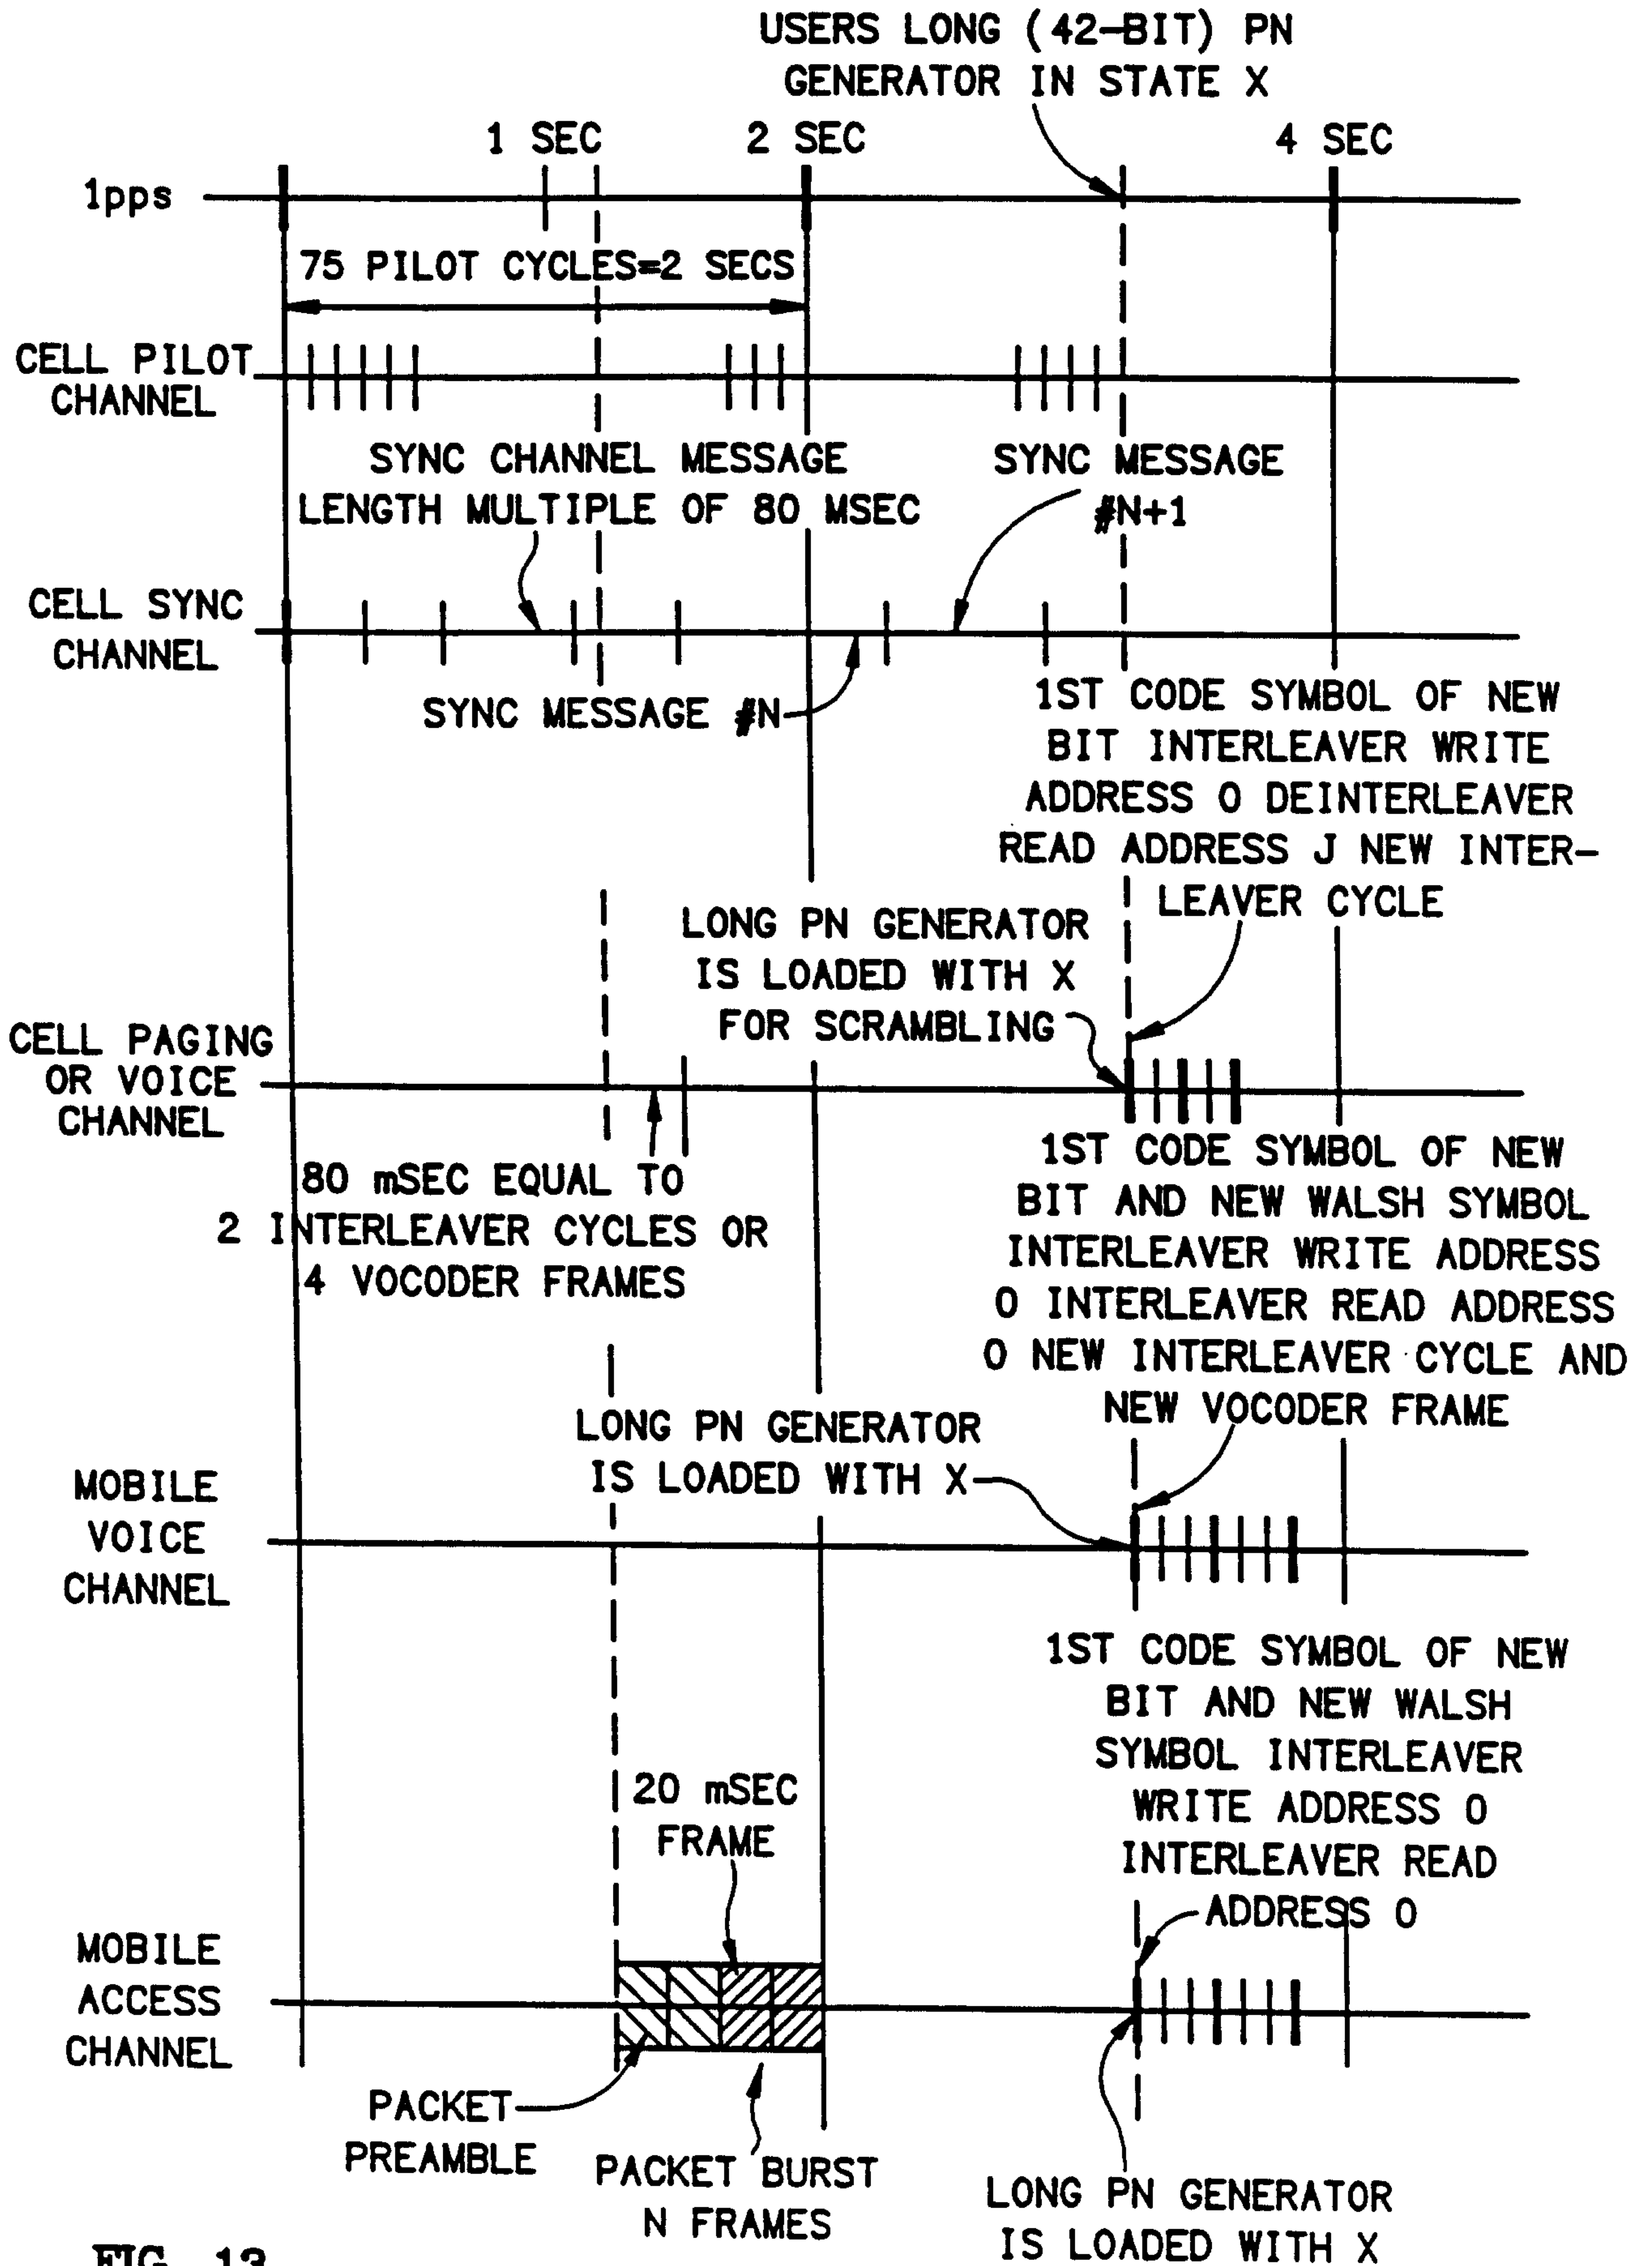 USERS LONG (42-BIT) PN
GENERATOR IN STATE X
1 SEC
2 SEC
4 SEC
1pps
75 PILOT CYCLES=2 SECS
CELL PILOT
CHANNEL
SYNC CHANNEL MESSAGE
LENGTH MULTIPLE OF 80 MSEC
SYNC MESSAGE
#N+1
CELL SYNC
CHANNEL
SYNC MESSAGE #N
1ST CODE SYMBOL OF NEW
BIT INTERLEAVER WRITE
ADDRESS 0 DEINTERLEAVER
READ ADDRESS J NEW INTER-
LEAVER CYCLE
LONG PN GENERATOR
IS LOADED WITH X
FOR SCRAMBLING
CELL PAGING
OR VOICE
CHANNEL
80 mSEC EQUAL TO
2 INTERLEAVER CYCLES OR
4 VOCODER FRAMES
1ST CODE SYMBOL OF NEW
BIT AND NEW WALSH SYMBOL
INTERLEAVER WRITE ADDRESS
0 INTERLEAVER READ ADDRESS
0 NEW INTERLEAVER CYCLE AND
NEW VOCODER FRAME
LONG PN GENERATOR
IS LOADED WITH X
MOBILE
VOICE
CHANNEL
1ST CODE SYMBOL OF NEW
BIT AND NEW WALSH
SYMBOL INTERLEAVER
WRITE ADDRESS 0
INTERLEAVER READ
ADDRESS 0
20 mSEC
FRAME
MOBILE
ACCESS
CHANNEL
PACKET
PREAMBLE
PACKET BURST
N FRAMES
LONG PN GENERATOR
IS LOADED WITH X
FIG. 13